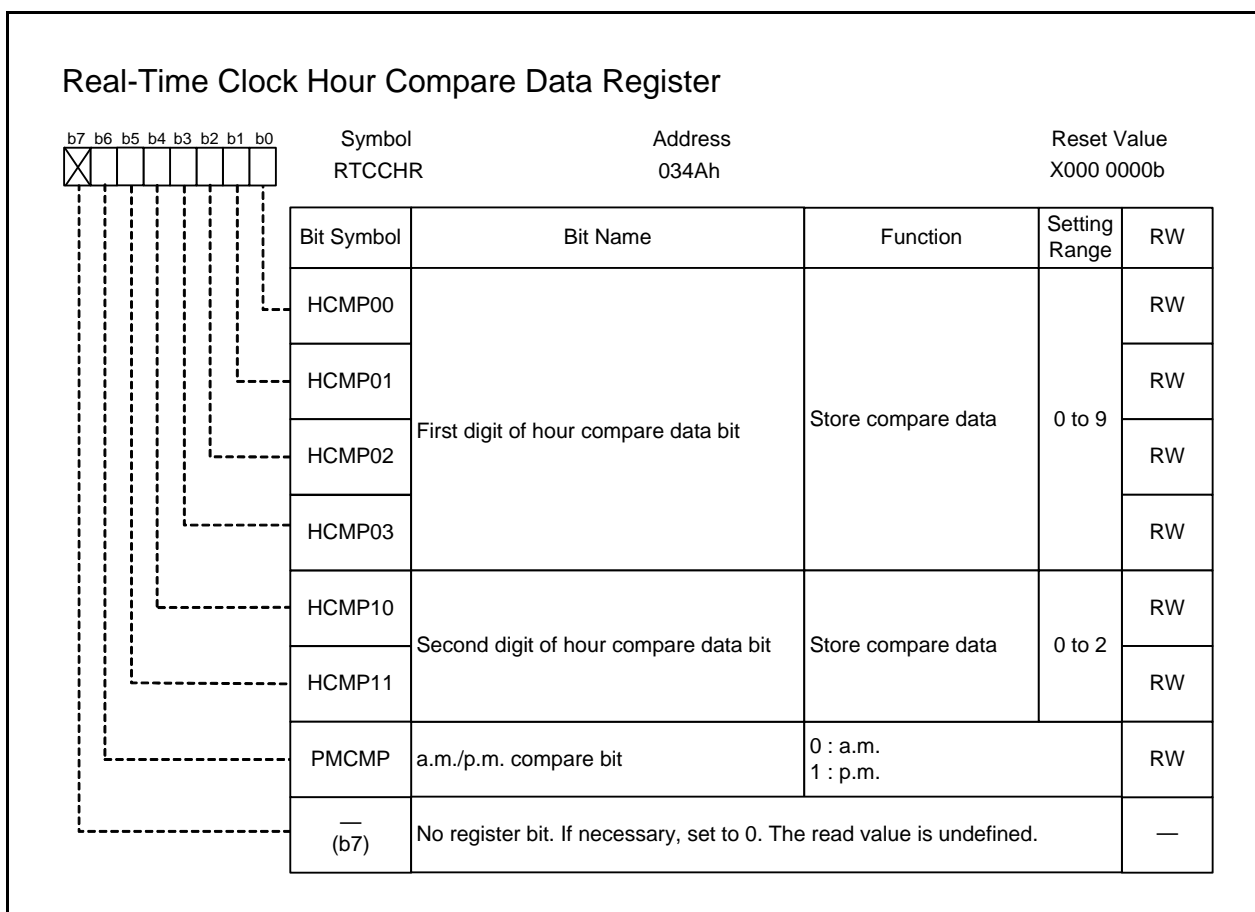 Real-Time Clock Hour Compare Data Register
b7 b6 b5 b4 b3 b2 b1 b0
Symbol Address Reset Value
RTCCHR 034Ah X000 0000b
Bit Symbol Bit Name Function Setting Range RW
HCMP00 RW
HCMP01 RW
First digit of hour compare data bit Store compare data 0 to 9
HCMP02 RW
HCMP03 RW
HCMP10 RW
Second digit of hour compare data bit Store compare data 0 to 2
HCMP11 RW
PMCMP a.m./p.m. compare bit 0 : a.m. RW
1 : p.m.
— (b7) No register bit. If necessary, set to 0. The read value is undefined. —